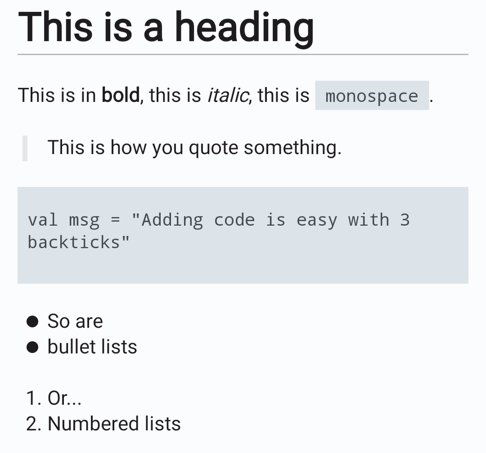 This is a heading
This is in bold, this is italic, this is monospace.
This is how you quote something.
val msg = "Adding code is easy with 3
backticks"
● So are
● bullet lists
1. Or...
2. Numbered lists